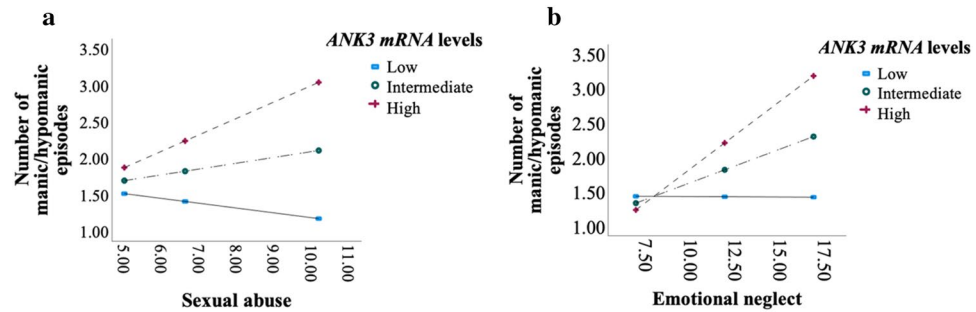 a
ANK3 mRNA levels
Low
Intermediate
High
Number of
manic/hypomanic
episodes
3.50
3.00
2.50
2.00
1.50
1.00
5.00
6.00
7.00
8.00
9.00
10.00
11.00
Sexual abuse
b
ANK3 mRNA levels
Low
Intermediate
High
Number of
manic/hypomanic
episodes
3.50
3.00
2.50
2.00
1.50
1.00
7.50
10.00
12.50
15.00
17.50
Emotional neglect